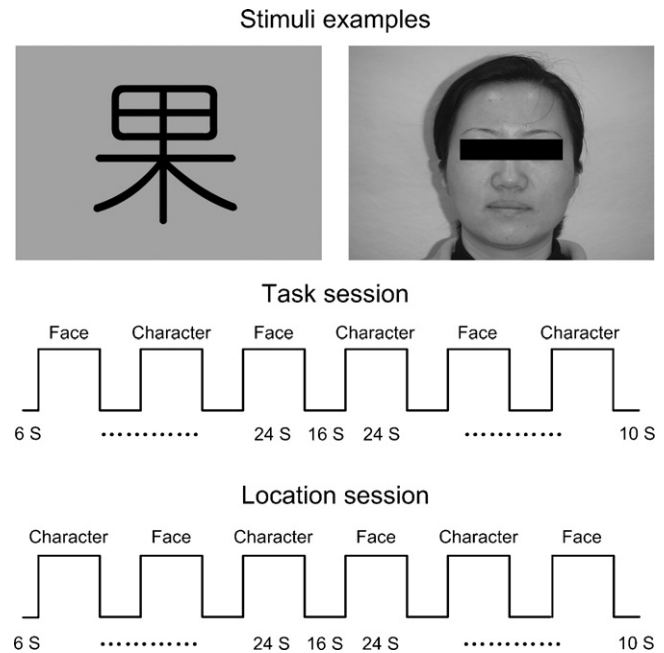 Stimuli examples
果
Task session
Face Character Face Character Face Character
6 S ............ 24 S 16 S 24 S ............ 10 S
Location session
Character Face Character Face Character Face
6 S ............ 24 S 16 S 24 S ............ 10 S